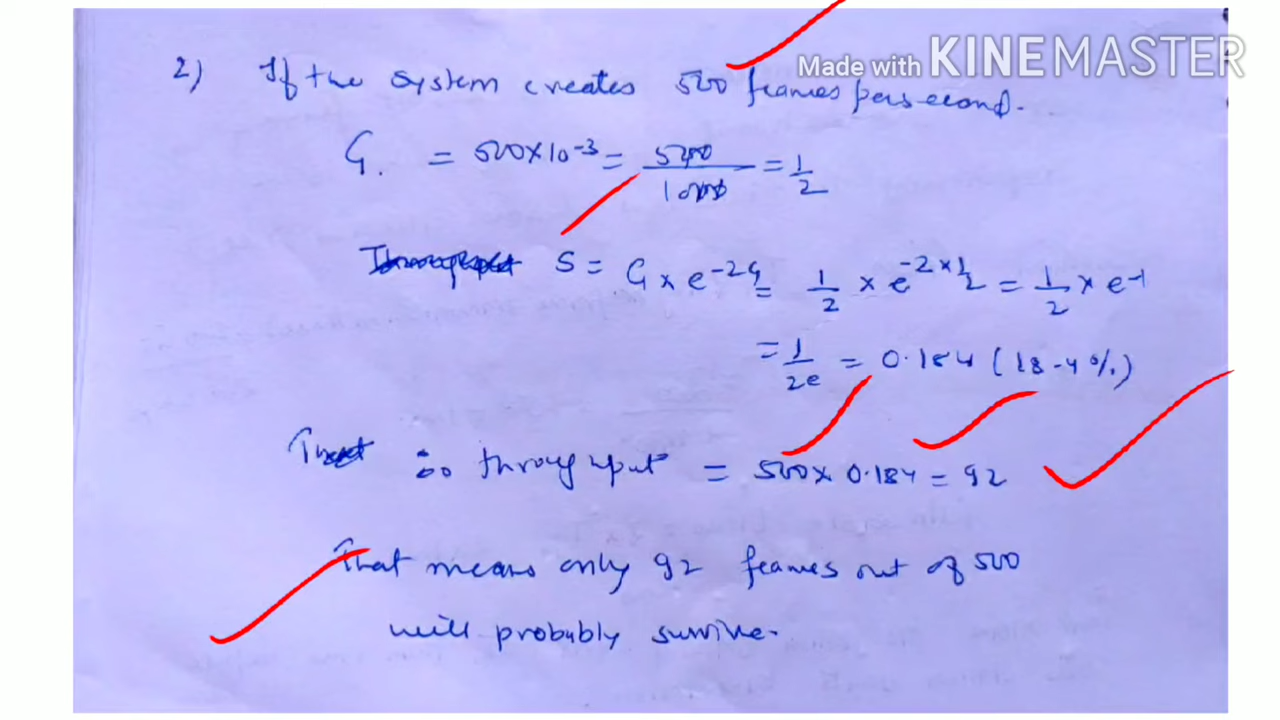 Made with KINEMASTER
2) If the system creates 500 frames per second.
G = 500×10⁻³ = 500/1000 = 1/2
S = G × e^-2G = 1/2 × e^-2×1/2 = 1/2 × e^-1
= 1/2e = 0.184 (18.4%)
∴ throughput = 500 × 0.184 = 92
That means only 92 frames out of 500
will probably survive.